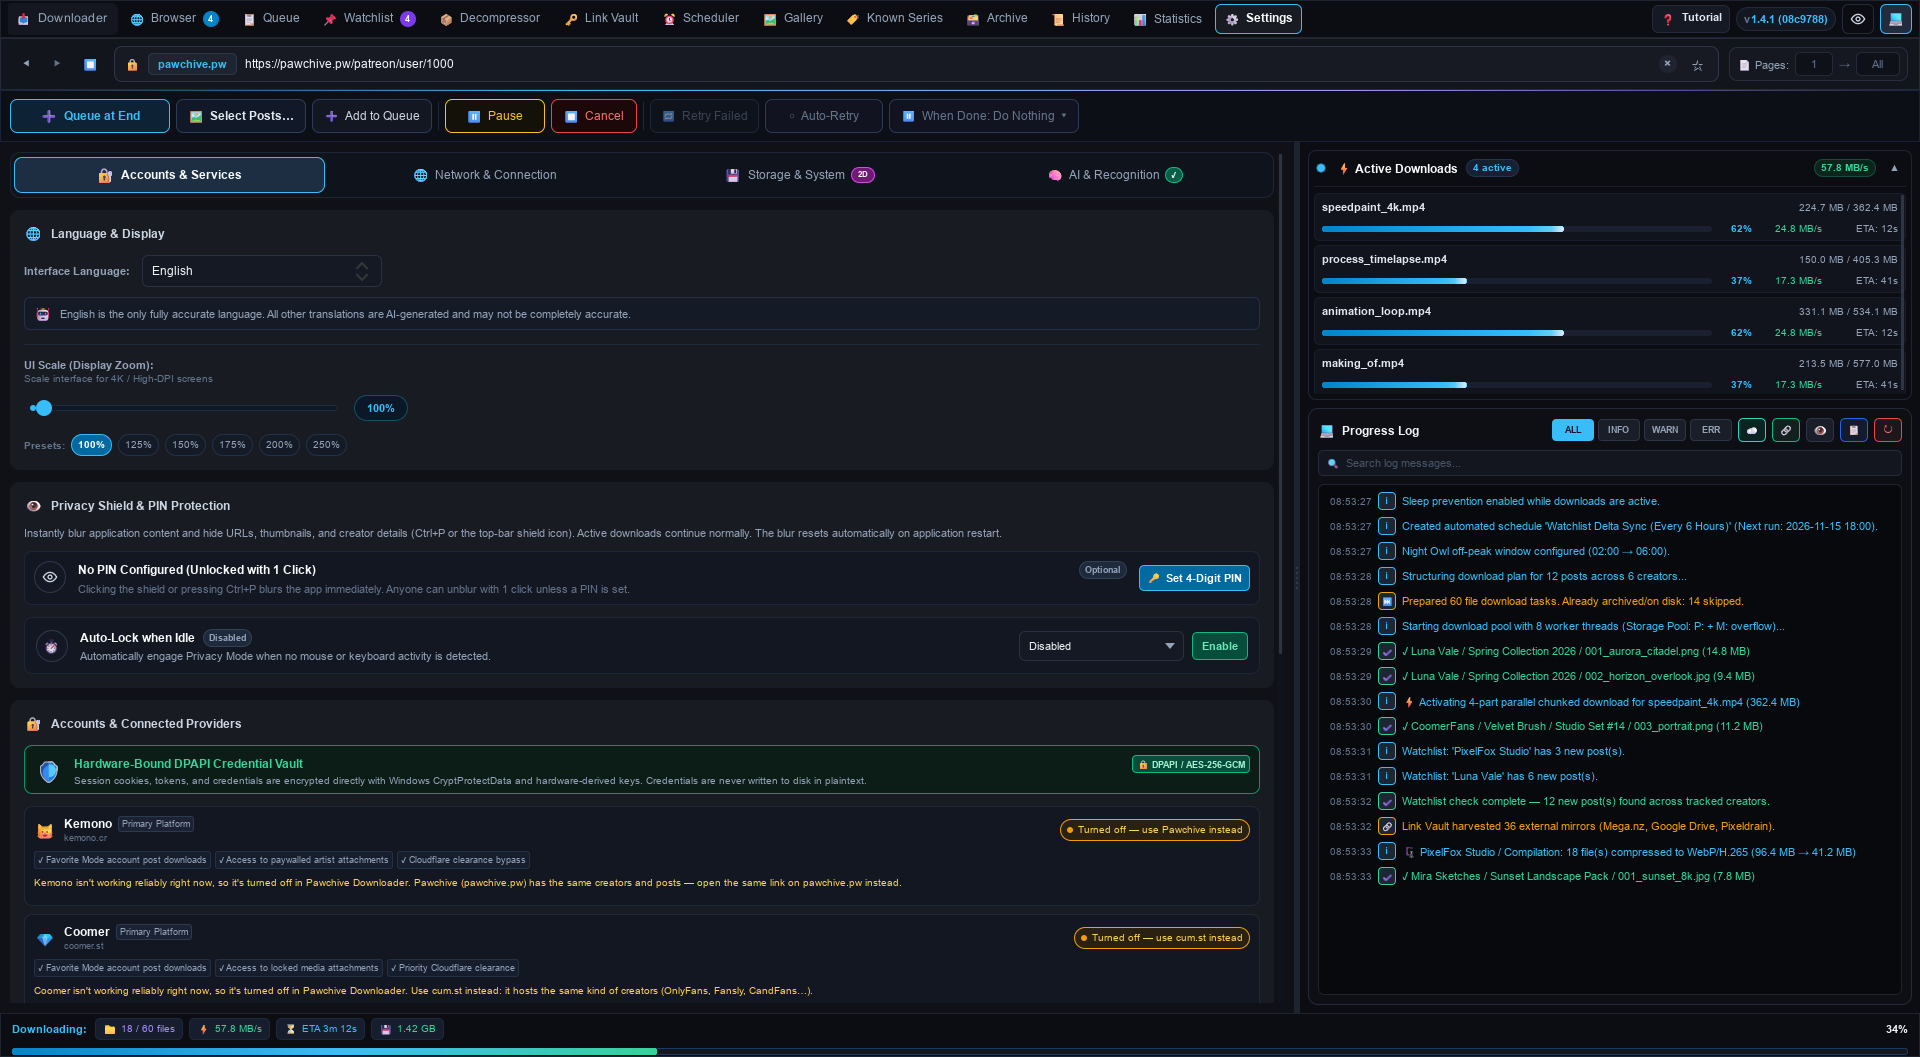 Downloader
Browser 4
Queue
Watchlist 4
Decompressor
Link Vault
Scheduler
Gallery
Known Series
Archive
History
Statistics
Settings
Tutorial
v1.4.1 (08c9788)
pawchive.pw https://pawchive.pw/patreon/user/1000
Pages: 1 → All
Queue at End
Select Posts...
Add to Queue
Pause
Cancel
Retry Failed
Auto-Retry
When Done: Do Nothing
Accounts & Services
Network & Connection
Storage & System 2D
AI & Recognition ✓
Language & Display
Interface Language: English
English is the only fully accurate language. All other translations are AI-generated and may not be completely accurate.
UI Scale (Display Zoom):
Scale interface for 4K / High-DPI screens
100%
Presets: 100% 125% 150% 175% 200% 250%
Privacy Shield & PIN Protection
Instantly blur application content and hide URLs, thumbnails, and creator details (Ctrl+P or the top-bar shield icon). Active downloads continue normally. The blur resets automatically on application restart.
No PIN Configured (Unlocked with 1 Click)
Clicking the shield or pressing Ctrl+P blurs the app immediately. Anyone can unblur with 1 click unless a PIN is set.
Optional
Set 4-Digit PIN
Auto-Lock when Idle Disabled
Automatically engage Privacy Mode when no mouse or keyboard activity is detected.
Disabled
Enable
Accounts & Connected Providers
Hardware-Bound DPAPI Credential Vault
Session cookies, tokens, and credentials are encrypted directly with Windows CryptProtectData and hardware-derived keys. Credentials are never written to disk in plaintext.
DPAPI / AES-256-GCM
Kemono Primary Platform
kemono.cr
Turned off — use Pawchive instead
✓ Favorite Mode account post downloads ✓ Access to paywalled artist attachments ✓ Cloudflare clearance bypass
Kemono isn't working reliably right now, so it's turned off in Pawchive Downloader. Pawchive (pawchive.pw) has the same creators and posts — open the same link on pawchive.pw instead.
Coomer Primary Platform
coomer.st
Turned off — use cum.st instead
✓ Favorite Mode account post downloads ✓ Access to locked media attachments ✓ Priority Cloudflare clearance
Coomer isn't working reliably right now, so it's turned off in Pawchive Downloader. Use cum.st instead: it hosts the same kind of creators (OnlyFans, Fansly, CandFans...).
Active Downloads 4 active 57.8 MB/s
speedpaint_4k.mp4 224.7 MB / 362.4 MB
62% 24.8 MB/s ETA: 12s
process_timelapse.mp4 150.0 MB / 405.3 MB
37% 17.3 MB/s ETA: 41s
animation_loop.mp4 331.1 MB / 534.1 MB
62% 24.8 MB/s ETA: 12s
making_of.mp4 213.5 MB / 577.0 MB
37% 17.3 MB/s ETA: 41s
Progress Log ALL INFO WARN ERR
Search log messages...
08:53:27 i Sleep prevention enabled while downloads are active.
08:53:27 i Created automated schedule 'Watchlist Delta Sync (Every 6 Hours)' (Next run: 2026-11-15 18:00).
08:53:27 i Night Owl off-peak window configured (02:00 → 06:00).
08:53:28 i Structuring download plan for 12 posts across 6 creators...
08:53:28 Prepared 60 file download tasks. Already archived/on disk: 14 skipped.
08:53:28 i Starting download pool with 8 worker threads (Storage Pool: P: + M: overflow)...
08:53:29 ✓ Luna Vale / Spring Collection 2026 / 001_aurora_citadel.png (14.8 MB)
08:53:29 ✓ Luna Vale / Spring Collection 2026 / 002_horizon_overlook.jpg (9.4 MB)
08:53:30 i Activating 4-part parallel chunked download for speedpaint_4k.mp4 (362.4 MB)
08:53:30 ✓ CoomerFans / Velvet Brush / Studio Set #14 / 003_portrait.png (11.2 MB)
08:53:31 i Watchlist: 'PixelFox Studio' has 3 new post(s).
08:53:31 i Watchlist: 'Luna Vale' has 6 new post(s).
08:53:32 Watchlist check complete — 12 new post(s) found across tracked creators.
08:53:32 Link Vault harvested 36 external mirrors (Mega.nz, Google Drive, Pixeldrain).
08:53:33 i PixelFox Studio / Compilation: 18 file(s) compressed to WebP/H.265 (96.4 MB → 41.2 MB)
08:53:33 ✓ Mira Sketches / Sunset Landscape Pack / 001_sunset_8k.jpg (7.8 MB)
Downloading: 18 / 60 files 57.8 MB/s ETA 3m 12s 1.42 GB 34%